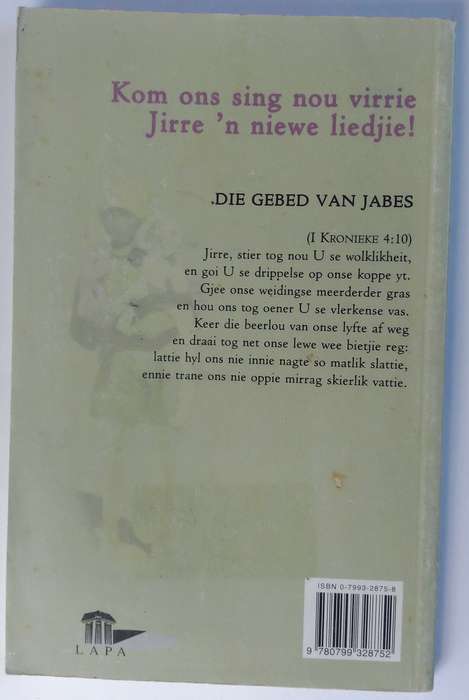 Kom ons sing nou virrie
Jirre 'n niewe liedjie!
.DIE GEBED VAN JABES
(I KRONIEKE 4:10)
Jirre, stier tog nou U se wolklikheit,
en goi U se drippelse op onse koppe yt.
Gjee onse weidingse meerderder gras
en hou ons tog oener U se vlerkense vas.
Keer die beerlou van onse lyfte af weg
en draai tog net onse lewe wee bietjie reg:
lattie hyl ons nie innie nagte so matlik slattie,
ennie trane ons nie oppie mirrag skierlik vattie.
ISBN 0-7993-2875-8
9 780799 328752
LAPA